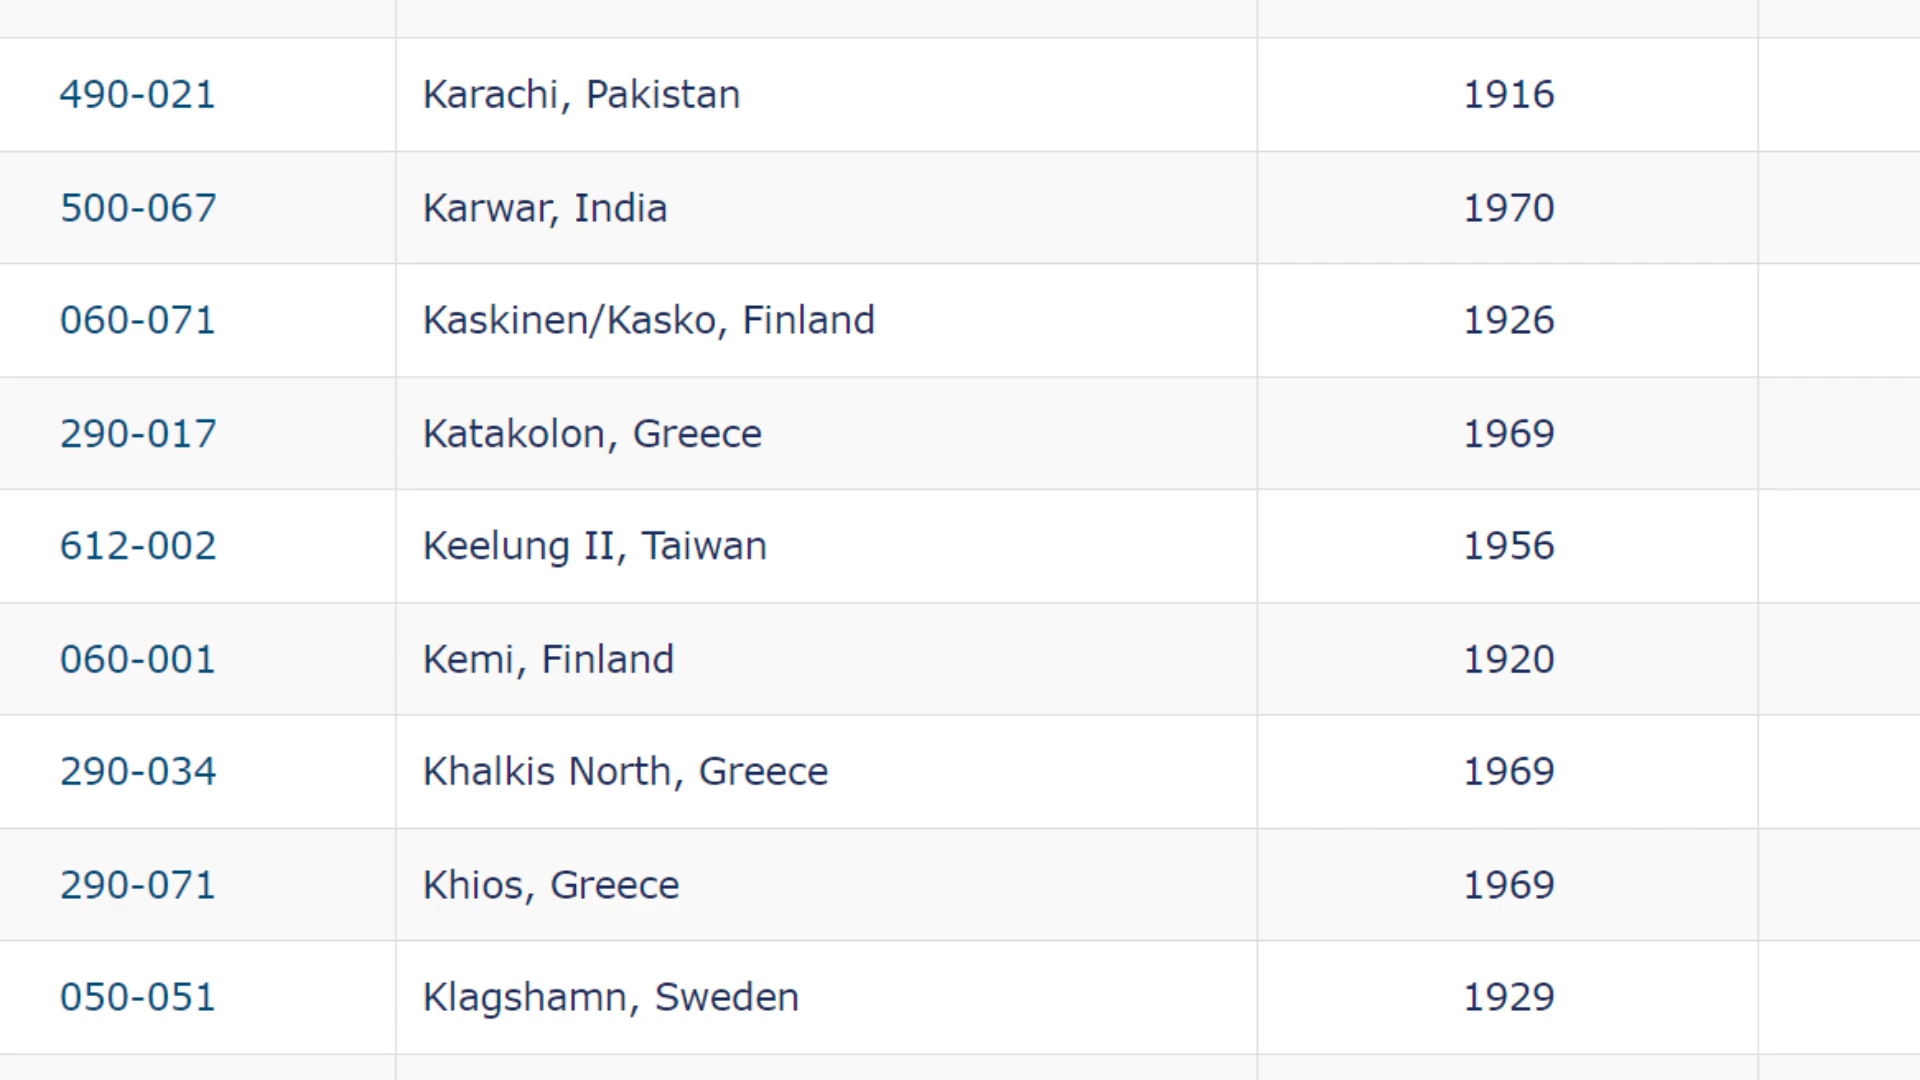 490-021 Karachi, Pakistan 1916
500-067 Karwar, India 1970
060-071 Kaskinen/Kasko, Finland 1926
290-017 Katakolon, Greece 1969
612-002 Keelung II, Taiwan 1956
060-001 Kemi, Finland 1920
290-034 Khalkis North, Greece 1969
290-071 Khios, Greece 1969
050-051 Klagshamn, Sweden 1929